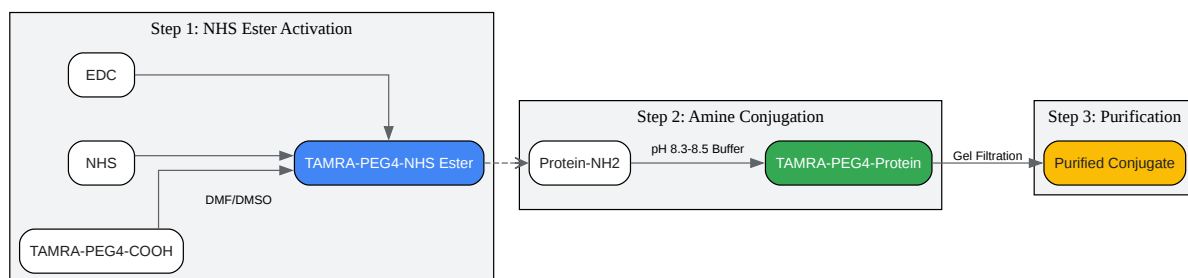 Step 1: NHS Ester Activation
EDC
NHS
TAMRA-PEG4-NHS Ester
DMF/DMSO
TAMRA-PEG4-COOH
Step 2: Amine Conjugation
Protein-NH2
pH 8.3-8.5 Buffer
TAMRA-PEG4-Protein
Gel Filtration
Step 3: Purification
Purified Conjugate